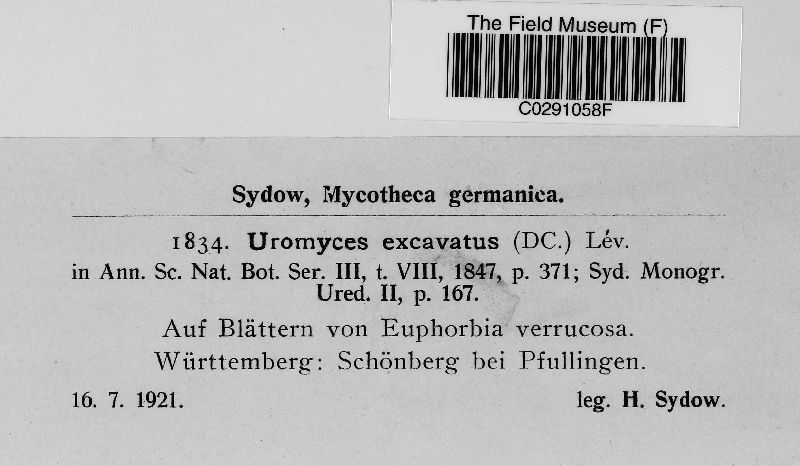 The Field Museum (F)
C0291058F
Sydow, Mycotheca germanica.
1834. Uromyces excavatus (DC.) Lév.
in Ann. Sc. Nat. Bot. Ser. III, t. VIII, 1847, p. 371; Syd. Monogr.
Ured. II, p. 167.
Auf Blättern von Euphorbia verrucosa.
Württemberg: Schönberg bei Pfullingen.
16. 7. 1921. leg. H. Sydow.